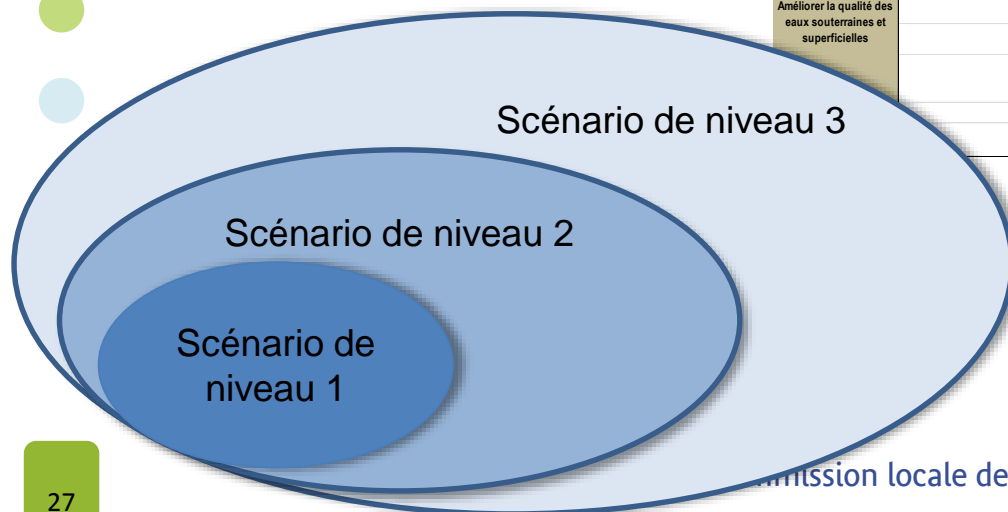 Améliorer la qualité des
eaux souterraines et
superficielles
Scénario de niveau 3
Scénario de niveau 2
Scénario de
niveau 1
locale de
27